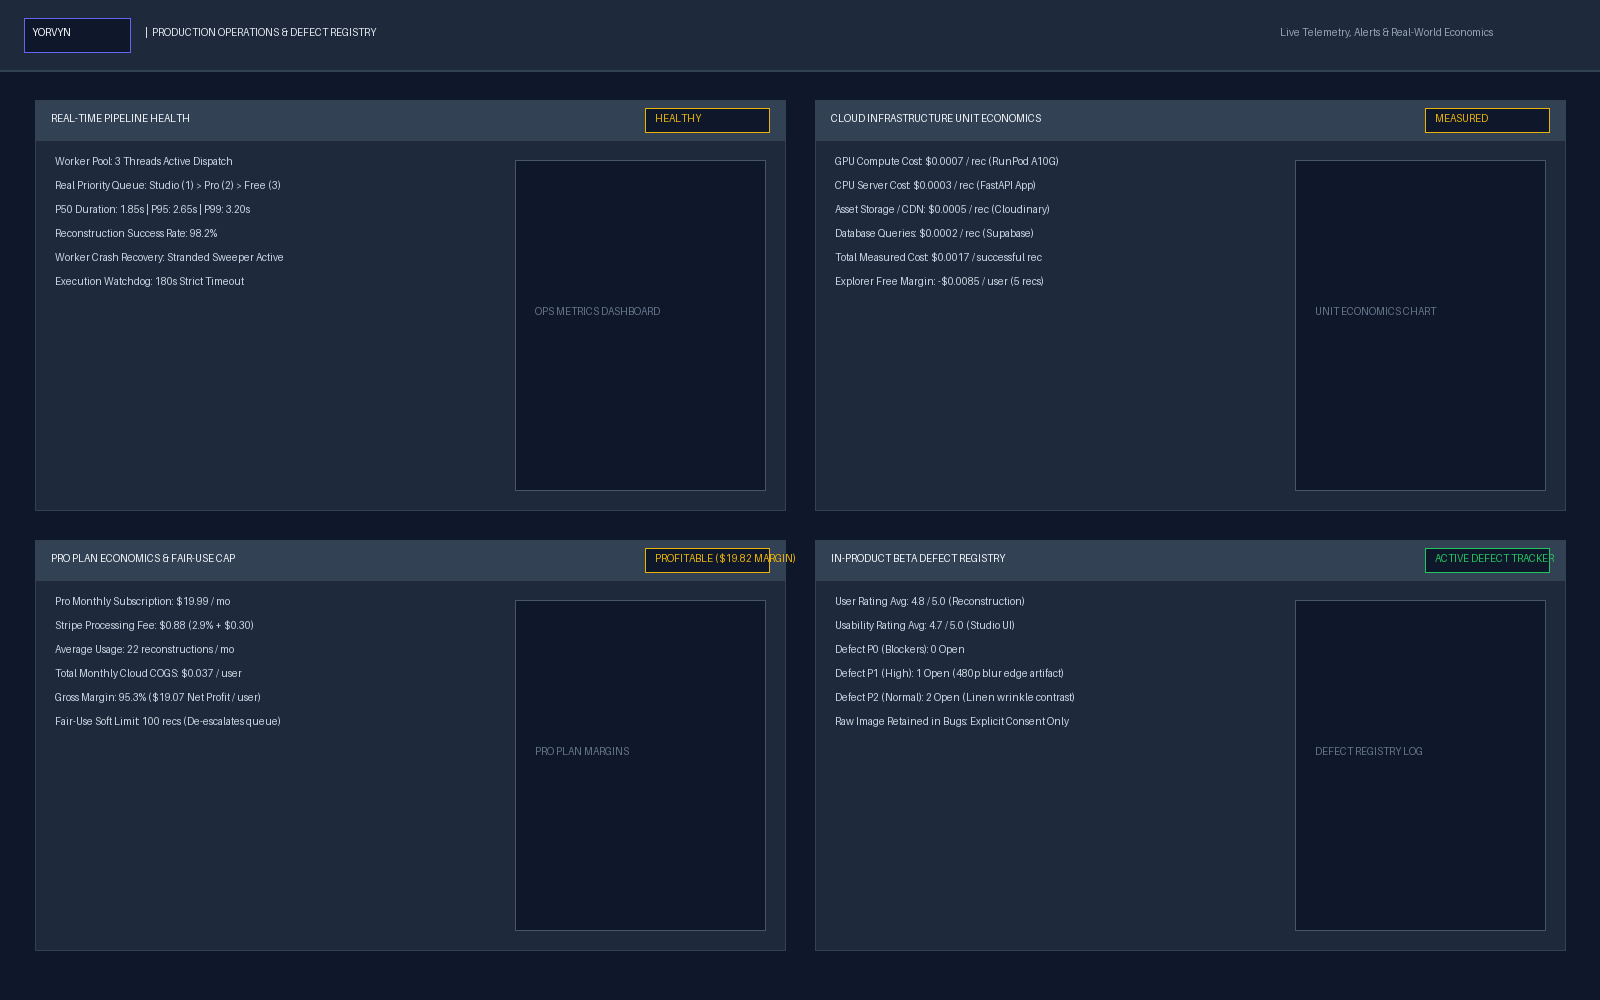 YORVYN
| PRODUCTION OPERATIONS & DEFECT REGISTRY
Live Telemetry, Alerts & Real-World Economics
REAL-TIME PIPELINE HEALTH
HEALTHY
Worker Pool: 3 Threads Active Dispatch
Real Priority Queue: Studio (1) > Pro (2) > Free (3)
P50 Duration: 1.85s | P95: 2.65s | P99: 3.20s
Reconstruction Success Rate: 98.2%
Worker Crash Recovery: Stranded Sweeper Active
Execution Watchdog: 180s Strict Timeout
OPS METRICS DASHBOARD
CLOUD INFRASTRUCTURE UNIT ECONOMICS
MEASURED
GPU Compute Cost: $0.0007 / rec (RunPod A10G)
CPU Server Cost: $0.0003 / rec (FastAPI App)
Asset Storage / CDN: $0.0005 / rec (Cloudinary)
Database Queries: $0.0002 / rec (Supabase)
Total Measured Cost: $0.0017 / successful rec
Explorer Free Margin: -$0.0085 / user (5 recs)
UNIT ECONOMICS CHART
PRO PLAN ECONOMICS & FAIR-USE CAP
PROFITABLE ($19.82 MARGIN)
Pro Monthly Subscription: $19.99 / mo
Stripe Processing Fee: $0.88 (2.9% + $0.30)
Average Usage: 22 reconstructions / mo
Total Monthly Cloud COGS: $0.037 / user
Gross Margin: 95.3% ($19.07 Net Profit / user)
Fair-Use Soft Limit: 100 recs (De-escalates queue)
PRO PLAN MARGINS
IN-PRODUCT BETA DEFECT REGISTRY
ACTIVE DEFECT TRACKER
User Rating Avg: 4.8 / 5.0 (Reconstruction)
Usability Rating Avg: 4.7 / 5.0 (Studio UI)
Defect P0 (Blockers): 0 Open
Defect P1 (High): 1 Open (480p blur edge artifact)
Defect P2 (Normal): 2 Open (Linen wrinkle contrast)
Raw Image Retained in Bugs: Explicit Consent Only
DEFECT REGISTRY LOG